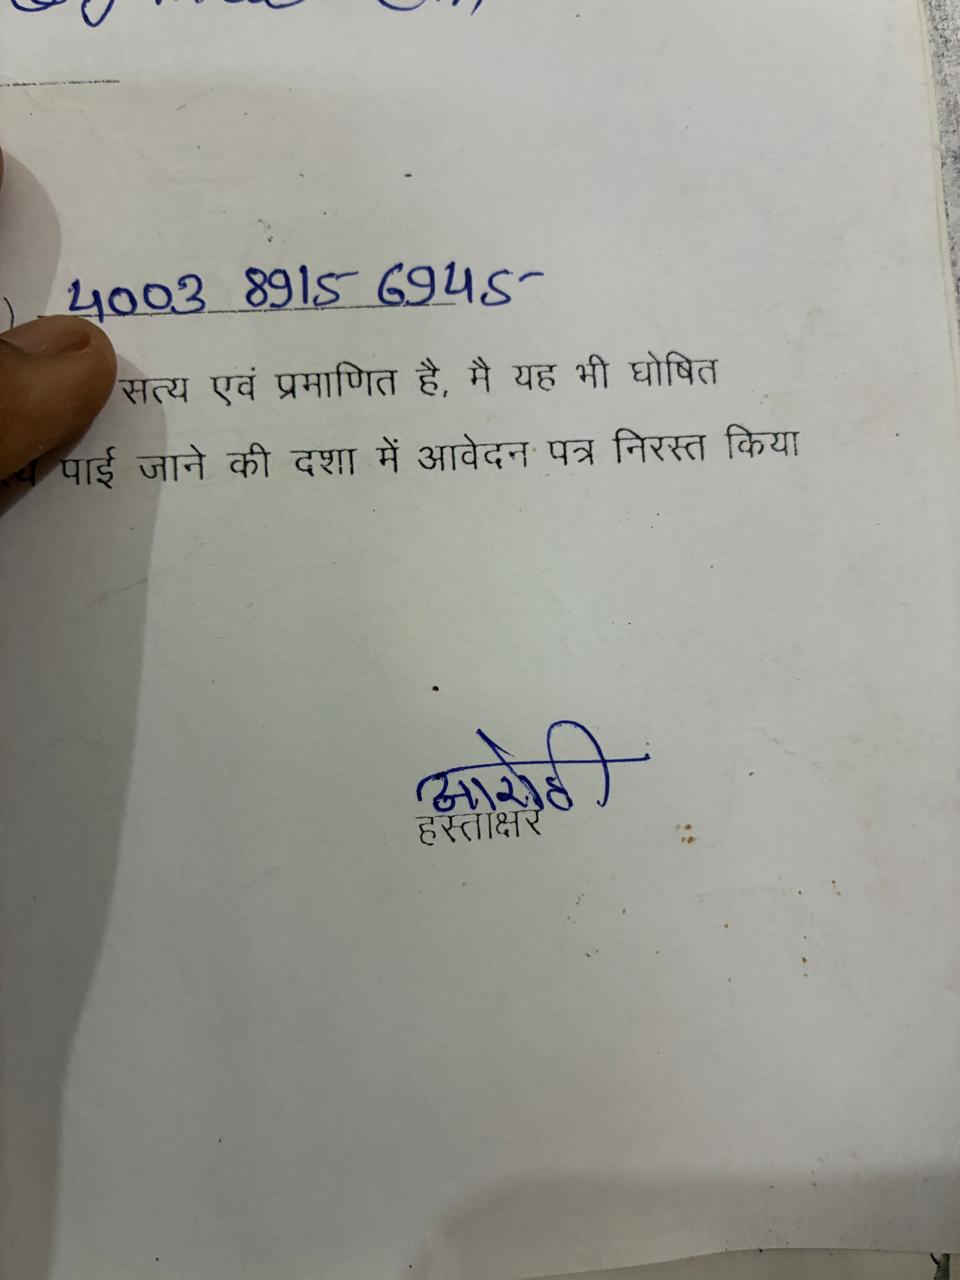 4003 8915 6945
सत्य एवं प्रमाणित है, मै यह भी घोषित
पाई जाने की दशा में आवेदन पत्र निरस्त किया
आरोही
हस्ताक्षर